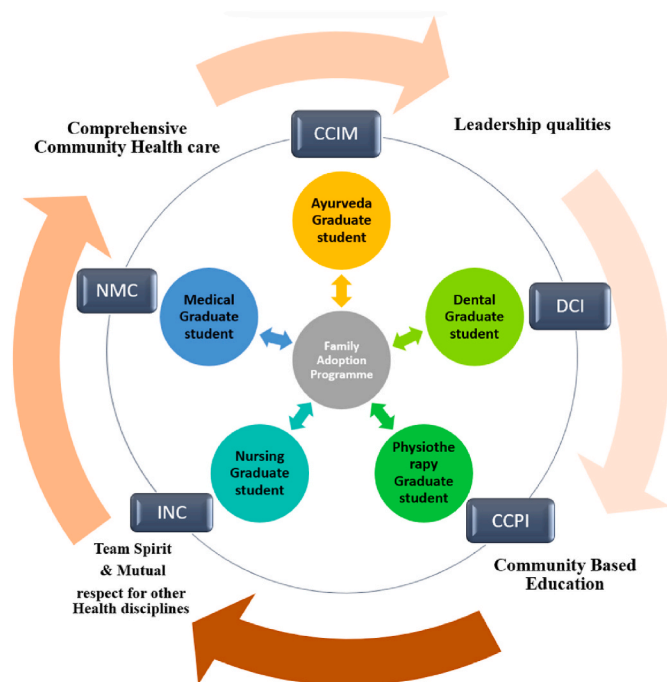 CCIM
Comprehensive
Community Health care
Leadership qualities
Ayurveda
Graduate
student
NMC
Medical
Graduate
student
Dental
Graduate
student
DCI
Family
Adoption
Programme
Nursing
Graduate
student
Physiothe
rapy
Graduate
student
INC
CCPI
Team Spirit
& Mutual
respect for other
Health disciplines
Community Based
Education